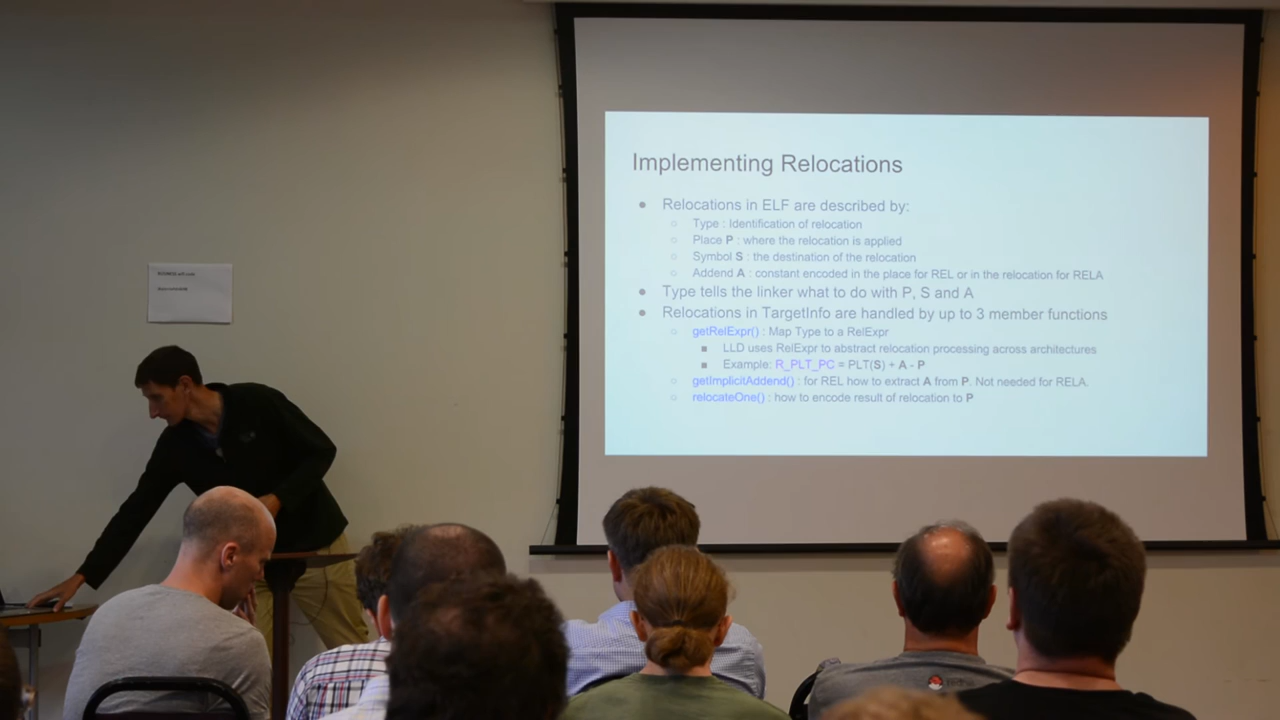 Implementing Relocations
● Relocations in ELF are described by:
○ Type : Identification of relocation
○ Place P : where the relocation is applied
○ Symbol S : the destination of the relocation
○ Addend A : constant encoded in the place for REL or in the relocation for RELA
● Type tells the linker what to do with P, S and A
● Relocations in TargetInfo are handled by up to 3 member functions
○ getRelExpr() : Map Type to a RelExpr
■ LLD uses RelExpr to abstract relocation processing across architectures
■ Example: R_PLT_PC = PLT(S) + A - P
○ getImplicitAddend() : for REL how to extract A from P. Not needed for RELA.
○ relocateOne() : how to encode result of relocation to P